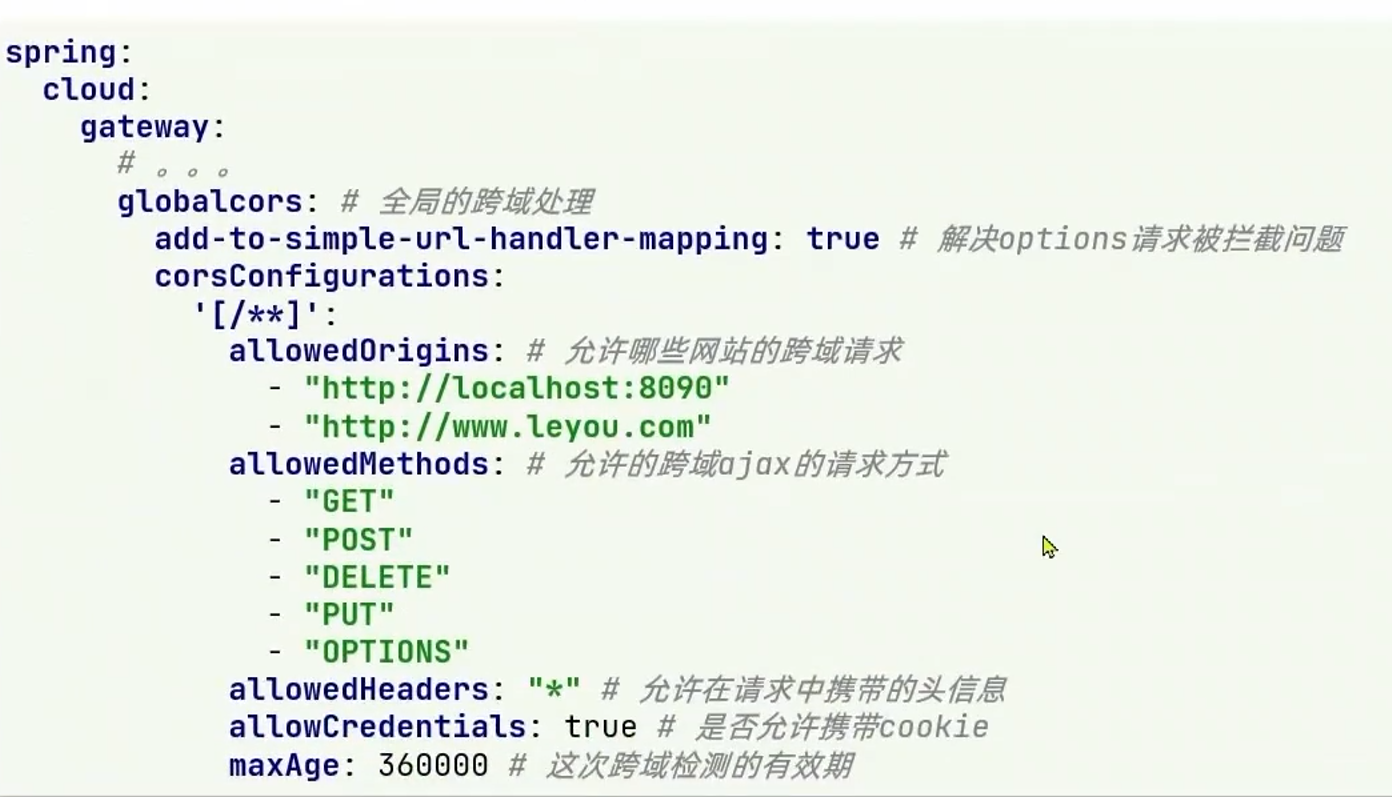 spring:
  cloud:
    gateway:
      # 。。。
      globalcors: # 全局的跨域处理
        add-to-simple-url-handler-mapping: true # 解决options请求被拦截问题
        corsConfigurations:
          '[/**]':
            allowedOrigins: # 允许哪些网站的跨域请求
              - "http://localhost:8090"
              - "http://www.leyou.com"
            allowedMethods: # 允许的跨域ajax的请求方式
              - "GET"
              - "POST"
              - "DELETE"
              - "PUT"
              - "OPTIONS"
            allowedHeaders: "*" # 允许在请求中携带的头信息
            allowCredentials: true # 是否允许携带cookie
            maxAge: 360000 # 这次跨域检测的有效期